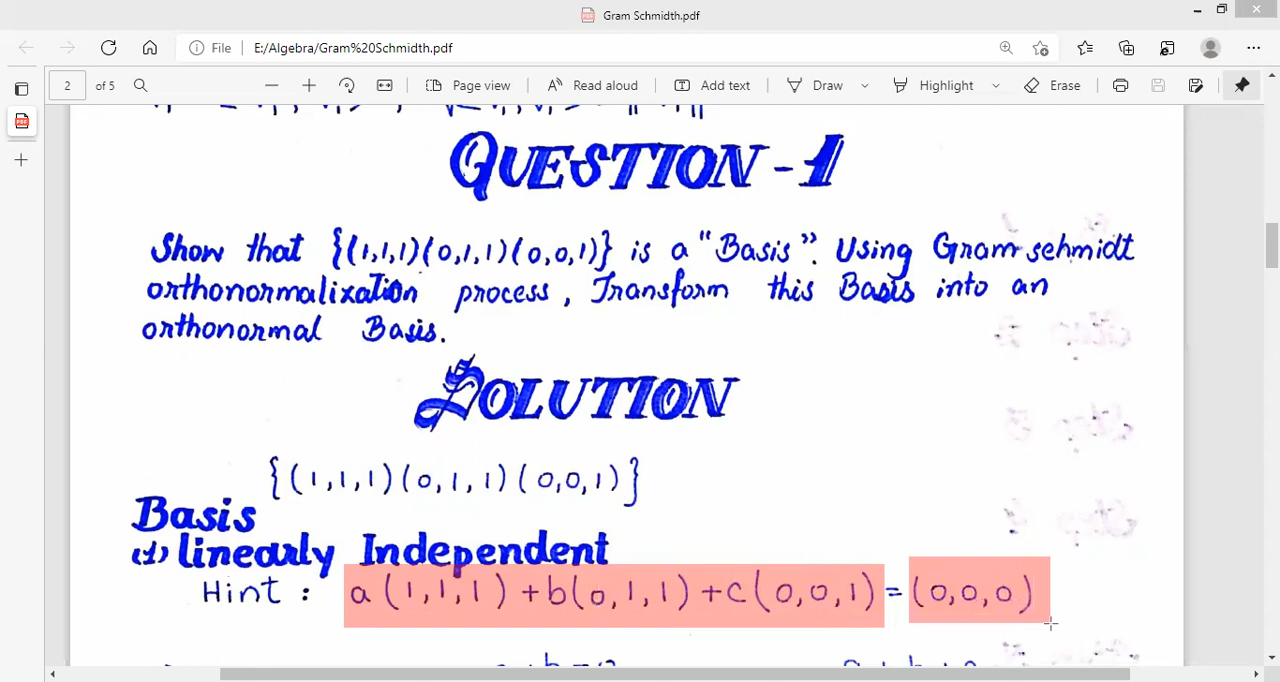 Gram Schmidth.pdf
File E:/Algebra/Gram%20Schmidth.pdf
2 of 5 Page view Read aloud Add text Draw Highlight Erase
QUESTION-1
Show that {(1,1,1)(0,1,1)(0,0,1)} is a "Basis". Using Gram schmidt
orthonormalization process, Transform this Basis into an
orthonormal Basis.
SOLUTION
{(1,1,1)(0,1,1)(0,0,1)}
Basis
(1) linearly Independent
Hint : a(1,1,1)+b(0,1,1)+c(0,0,1)=(0,0,0)